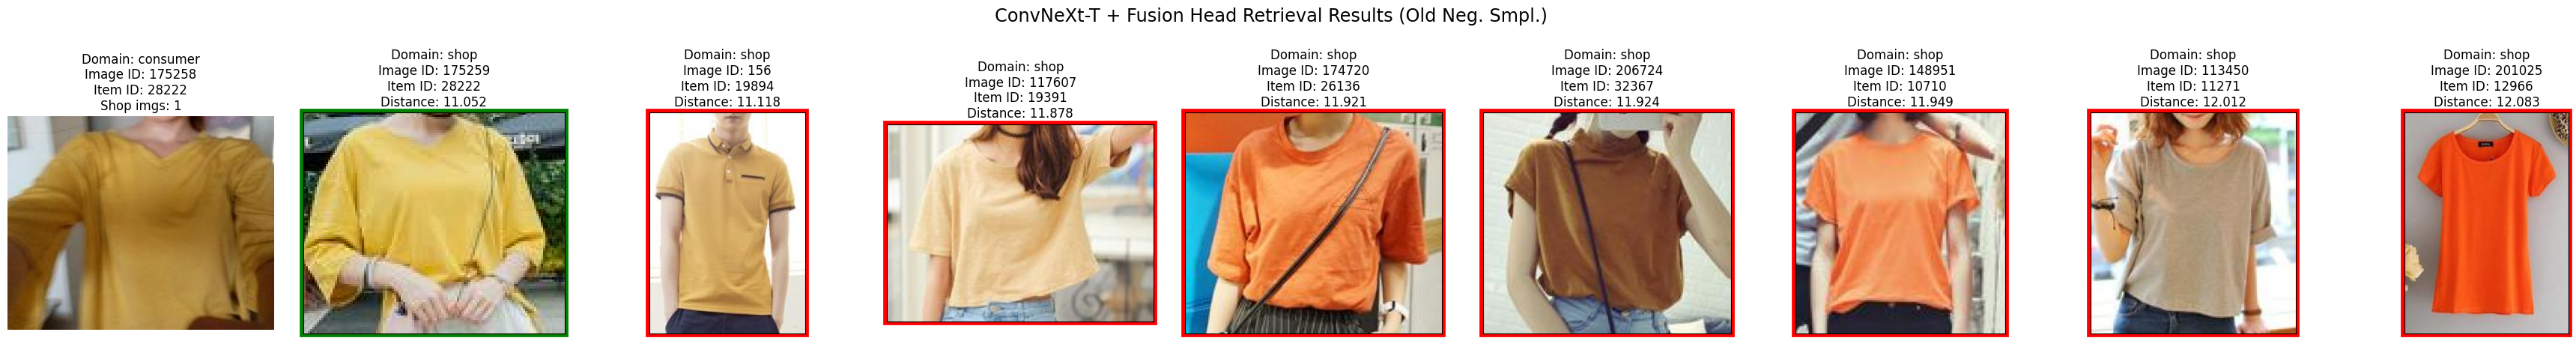 ConvNeXt-T + Fusion Head Retrieval Results (Old Neg. Smpl.)
Domain: consumer
Image ID: 175258
Item ID: 28222
Shop imgs: 1
Domain: shop
Image ID: 175259
Item ID: 28222
Distance: 11.052
Domain: shop
Image ID: 156
Item ID: 19894
Distance: 11.118
Domain: shop
Image ID: 117607
Item ID: 19391
Distance: 11.878
Domain: shop
Image ID: 174720
Item ID: 26136
Distance: 11.921
Domain: shop
Image ID: 206724
Item ID: 32367
Distance: 11.924
Domain: shop
Image ID: 148951
Item ID: 10710
Distance: 11.949
Domain: shop
Image ID: 113450
Item ID: 11271
Distance: 12.012
Domain: shop
Image ID: 201025
Item ID: 12966
Distance: 12.083